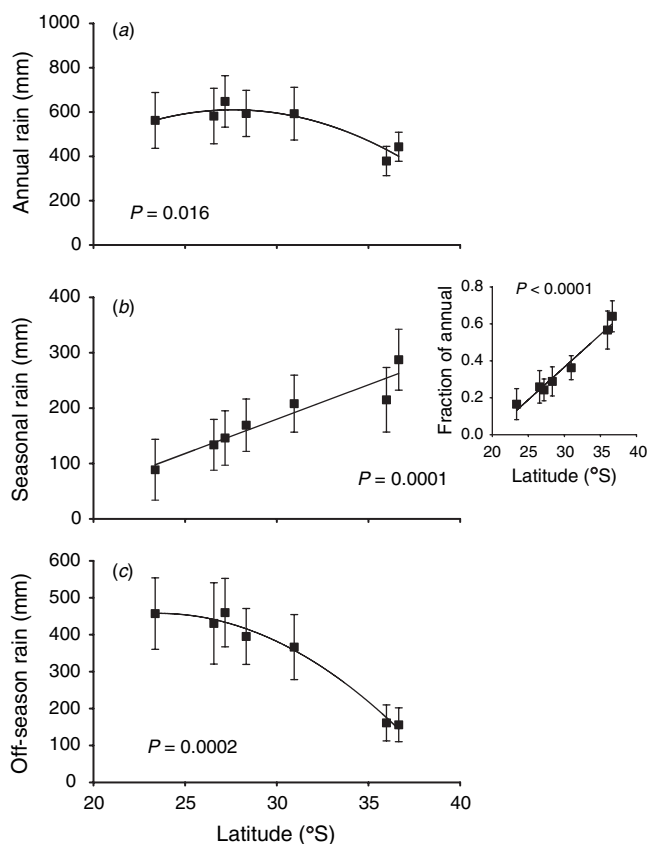 1000
(a)
800
600
400
P = 0.016
200
0
Annual rain (mm)
400
(b)
300
200
100
P = 0.0001
0
Seasonal rain (mm)
0.8
P < 0.0001
0.6
0.4
0.2
0.0
20 25 30 35 40
Fraction of annual
Latitude (°S)
600
(c)
500
400
300
200
P = 0.0002
100
0
Off-season rain (mm)
20 25 30 35 40
Latitude (°S)